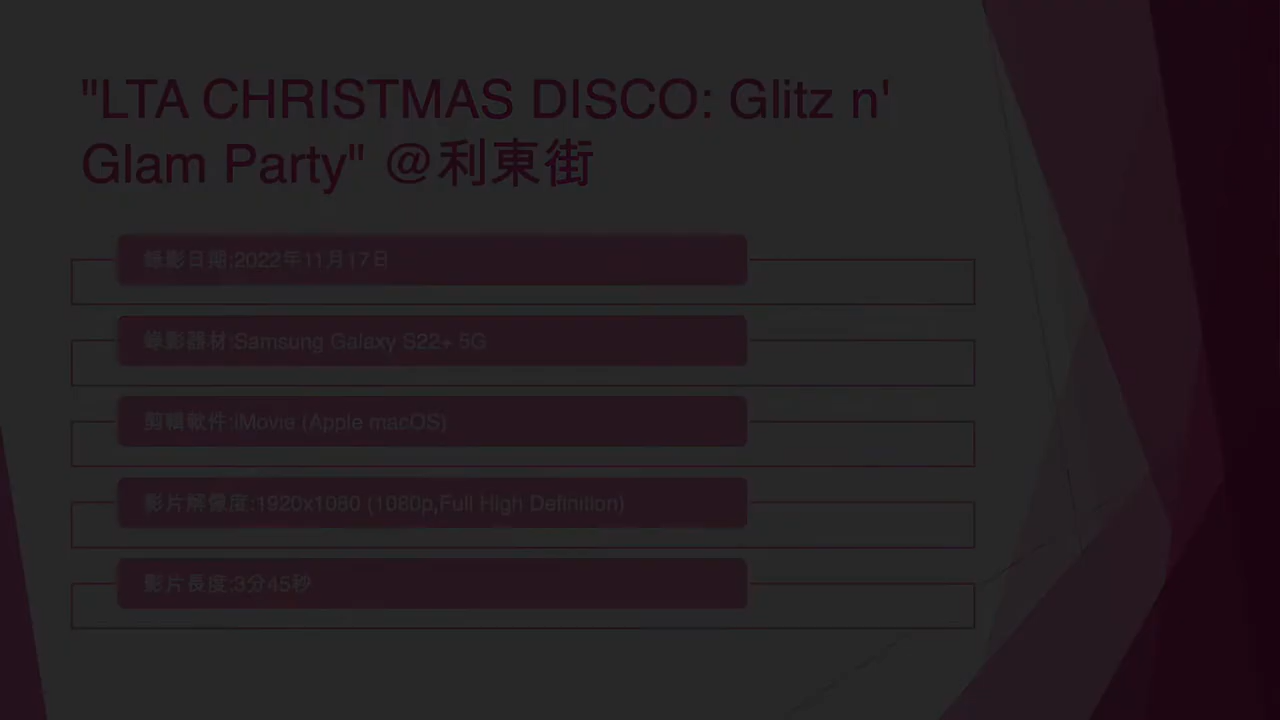 "LTA CHRISTMAS DISCO: Glitz n'
Glam Party" @利東街
錄影日期:2022年11月17日
錄影器材:Samsung Galaxy S22+ 5G
剪輯軟件:iMovie (Apple macOS)
影片解像度:1920x1080 (1080p,Full High Definition)
影片長度:3分45秒